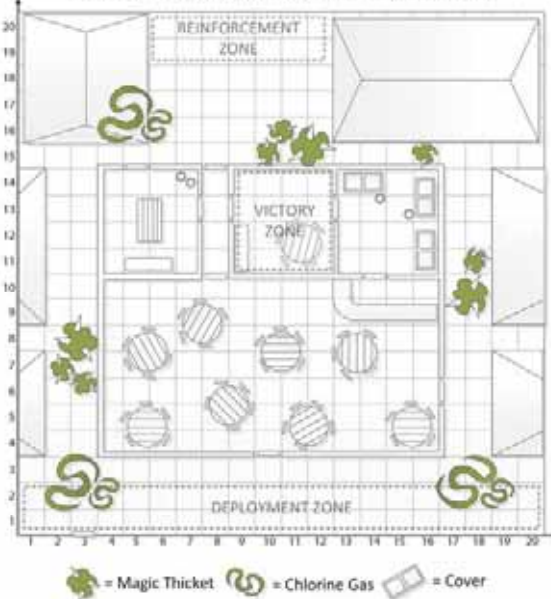 20
REINFORCEMENT
ZONE
19
18
17
16
15
14
13
VICTORY
ZONE
12
11
10
9
8
7
6
5
4
3
2
DEPLOYMENT ZONE
1
1 2 3 4 5 6 7 8 9 10 11 12 13 14 15 16 17 18 19 20
= Magic Thicket = Chlorine Gas = Cover